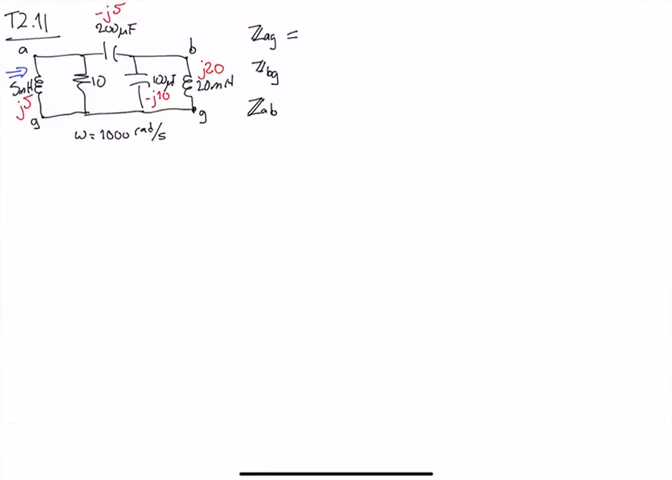 T2.11
-j5
200µF
a
b
5mH
j5
10
100µF
-j10
j20
20mH
g
g
ω = 1000 rad/s
Zag =
Zbg
Zab